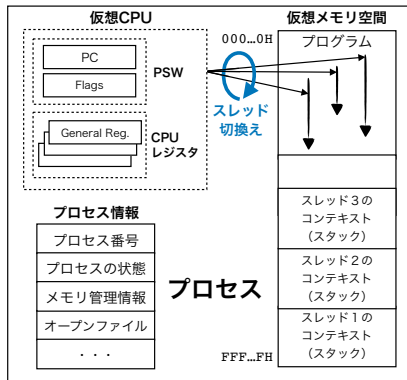 仮想CPU
PC
Flags
PSW
General Reg.
CPU
レジスタ
スレッド
切換え
仮想メモリ空間
000…0H
プログラム
スレッド3の
コンテキスト
(スタック)
スレッド2の
コンテキスト
(スタック)
スレッド1の
コンテキスト
(スタック)
FFF…FH
プロセス情報
プロセス番号
プロセスの状態
メモリ管理情報
オープンファイル
・・・
プロセス